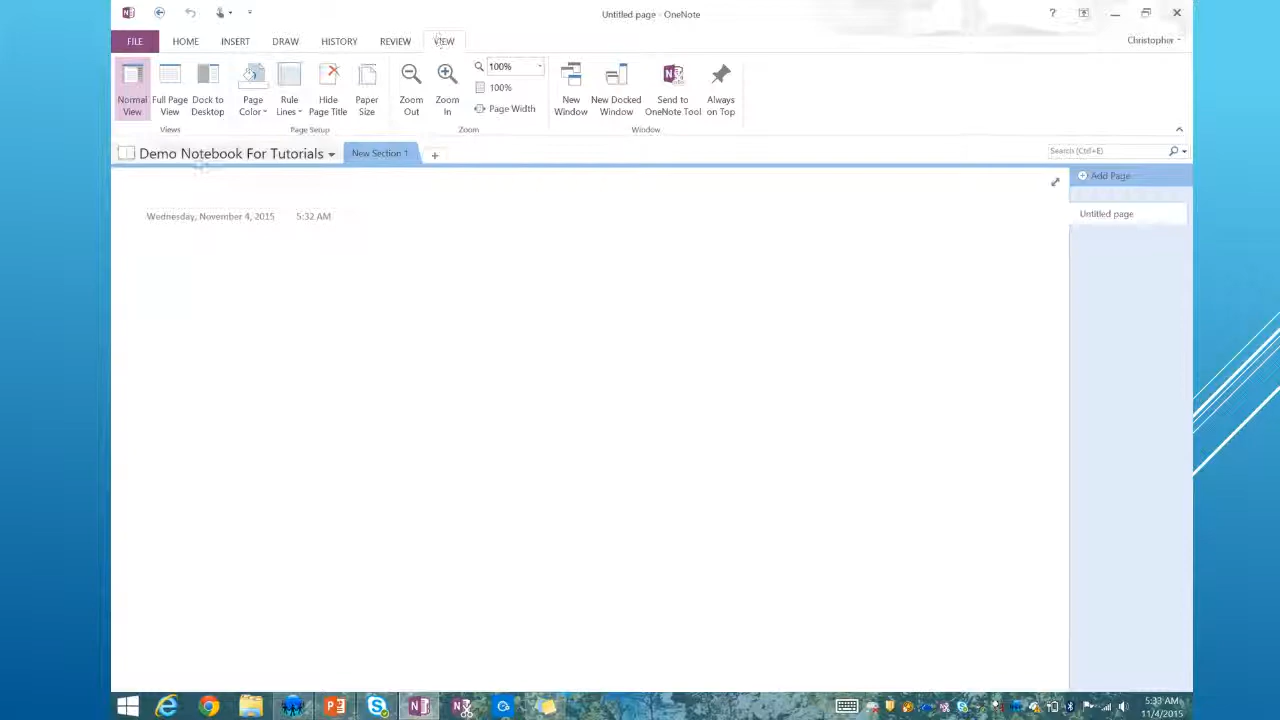 Untitled page - OneNote
FILE HOME INSERT DRAW HISTORY REVIEW VIEW
Christopher
Normal View
Full Page View
Dock to Desktop
Views
Page Color
Rule Lines
Hide Page Title
Paper Size
Page Setup
Zoom Out
Zoom In
100%
100%
Page Width
Zoom
New Window
New Docked Window
Send to OneNote Tool
Always on Top
Window
Demo Notebook For Tutorials
New Section 1
Search (Ctrl+E)
Add Page
Wednesday, November 4, 2015 5:32 AM
Untitled page
5:33 AM
11/4/2015